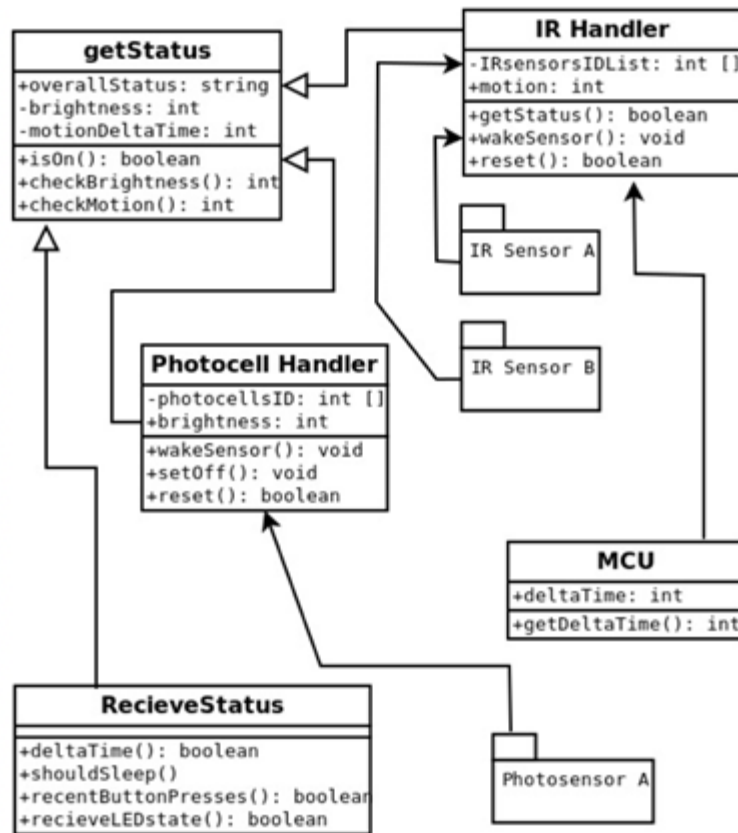 getStatus
+overallStatus: string
-brightness: int
-motionDeltaTime: int
+isOn(): boolean
+checkBrightness(): int
+checkMotion(): int
IR Handler
-IRsensorsIDList: int []
+motion: int
+getStatus(): boolean
+wakeSensor(): void
+reset(): boolean
IR Sensor A
IR Sensor B
Photocell Handler
-photocellsID: int []
+brightness: int
+wakeSensor(): void
+setOff(): void
+reset(): boolean
MCU
+deltaTime: int
+getDeltaTime(): int
RecieveStatus
+deltaTime(): boolean
+shouldSleep()
+recentButtonPresses(): boolean
+recieveLEDstate(): boolean
Photosensor A